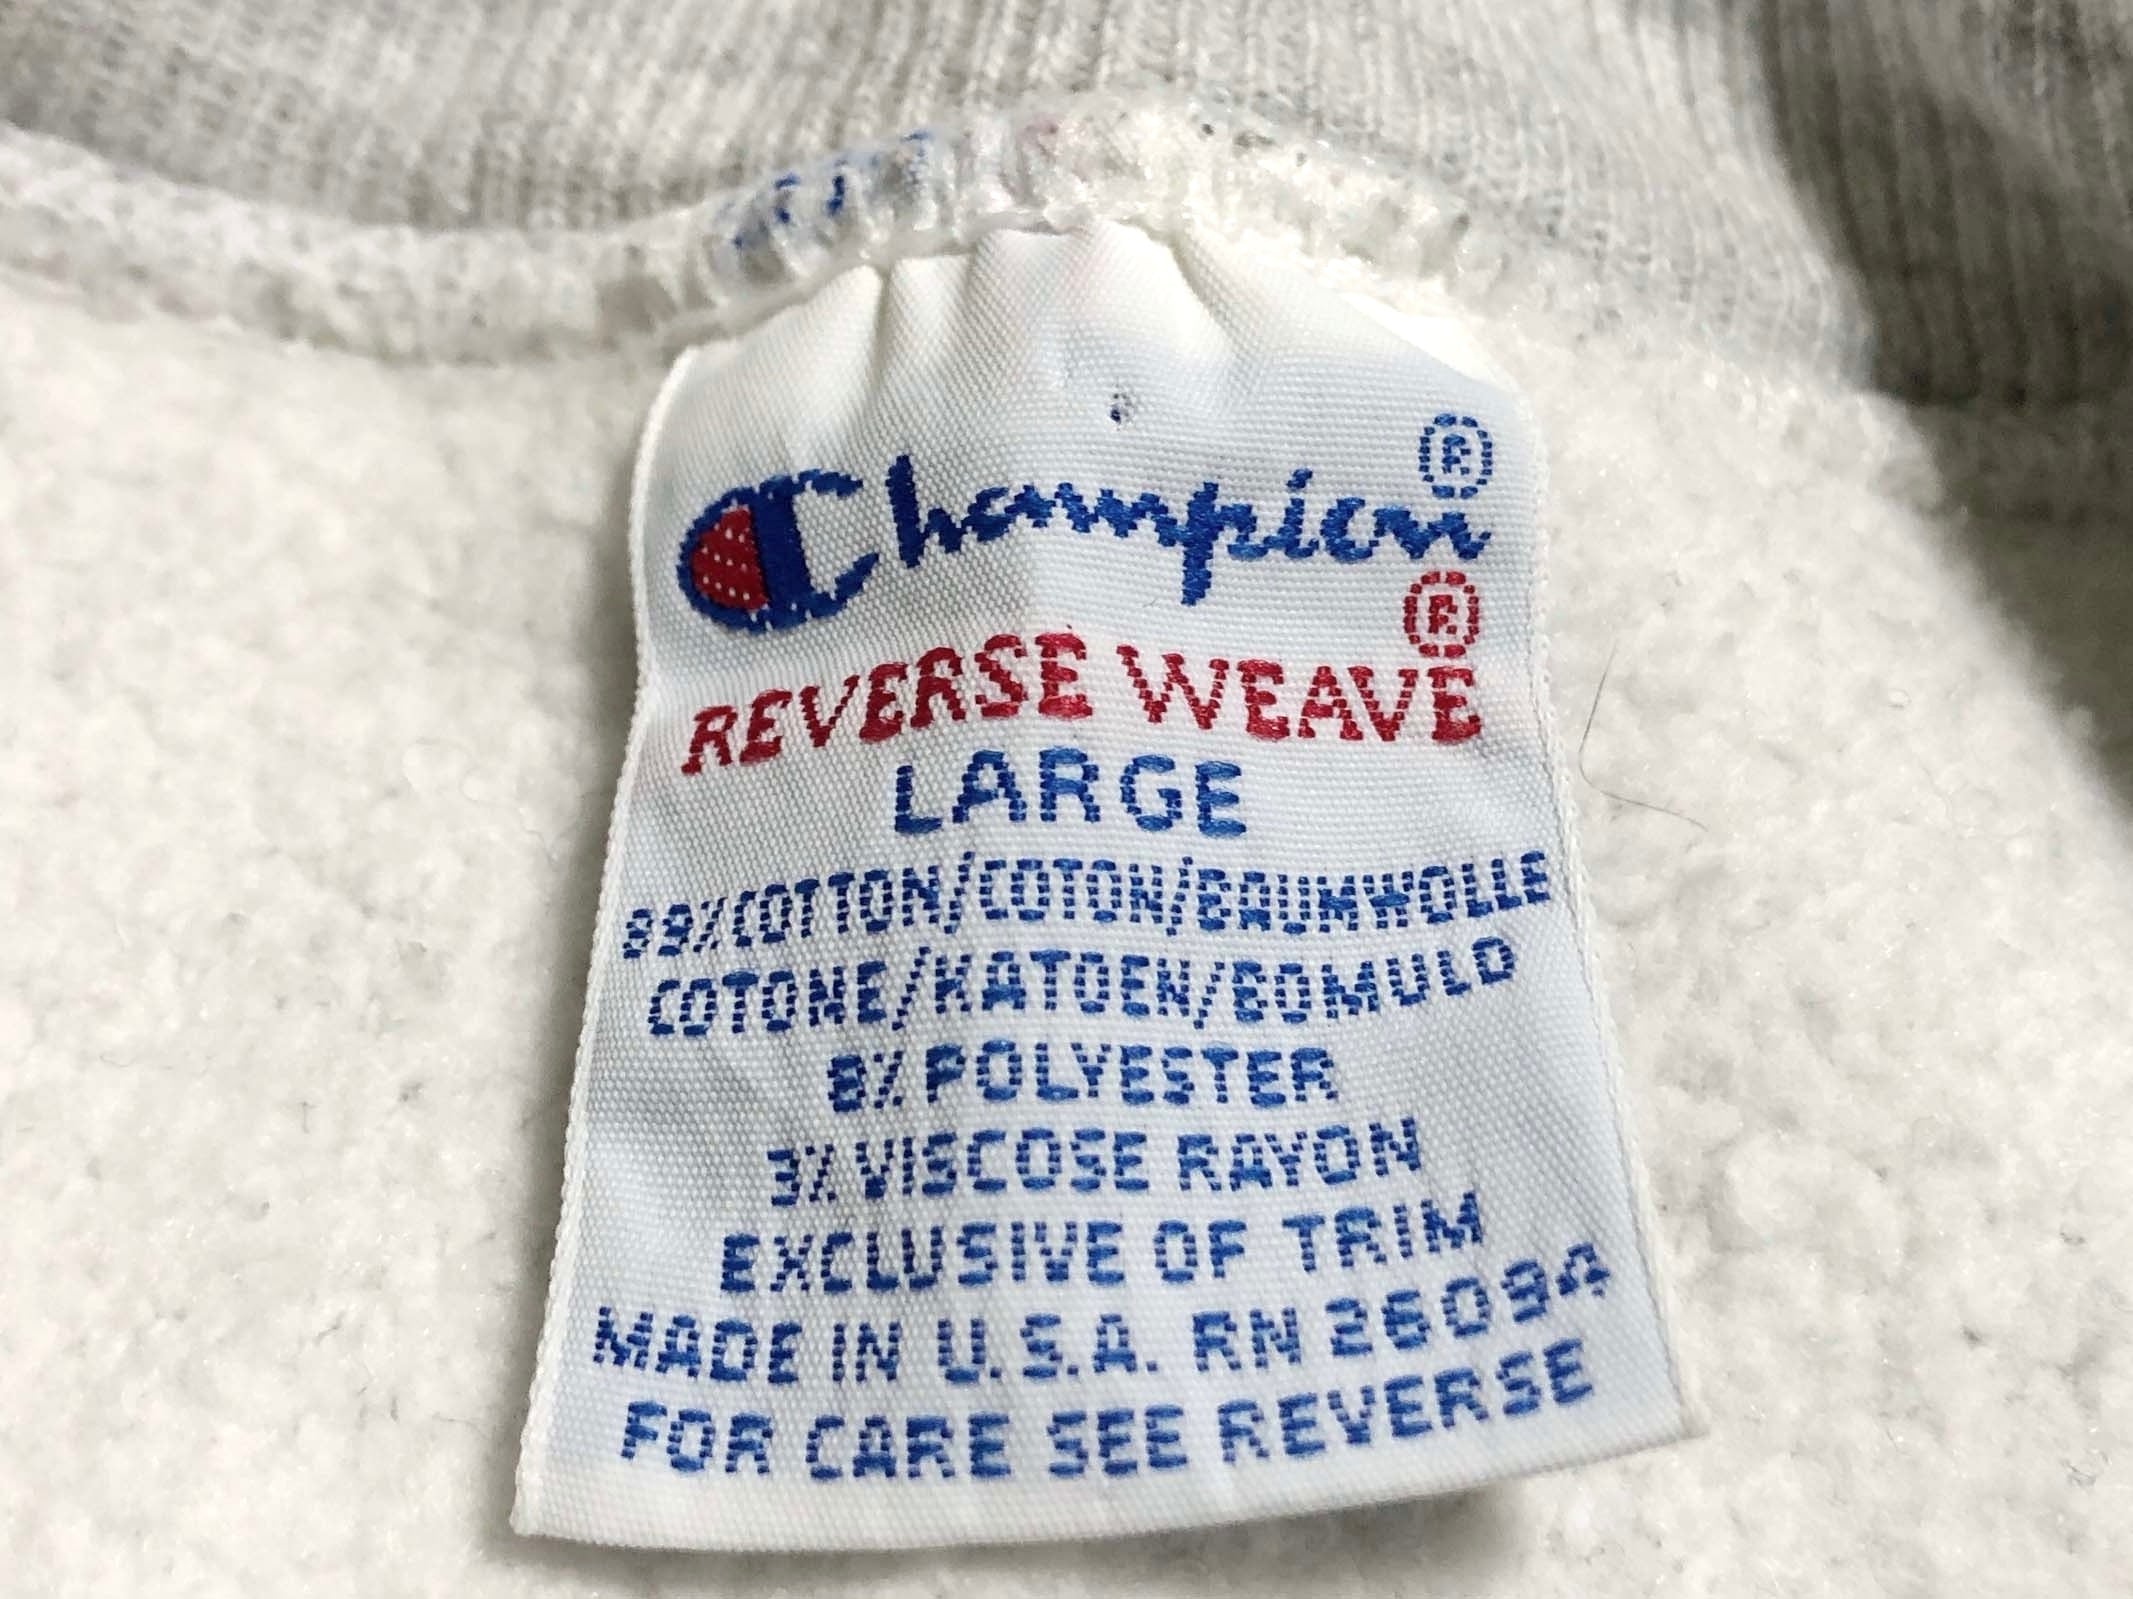 Champion®
REVERSE WEAVE®
LARGE
89%COTTON/COTON/BAUMWOLLE
COTONE/KATOEN/BOMULD
8% POLYESTER
3% VISCOSE RAYON
EXCLUSIVE OF TRIM
MADE IN U.S.A. RN 26094
FOR CARE SEE REVERSE